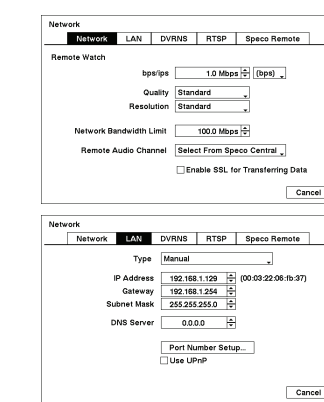 Network
Network LAN DVRNS RTSP Speco Remote
Remote Watch
bps/ips 1.0 Mbps (bps)
Quality Standard
Resolution Standard
Network Bandwidth Limit 100.0 Mbps
Remote Audio Channel Select From Speco Central
Enable SSL for Transferring Data
Cancel
Network
Network LAN DVRNS RTSP Speco Remote
Type Manual
IP Address 192.168.1.129 (00:03:22:06:fb:37)
Gateway 192.168.1.254
Subnet Mask 255.255.255.0
DNS Server 0.0.0.0
Port Number Setup...
Use UPnP
Cancel